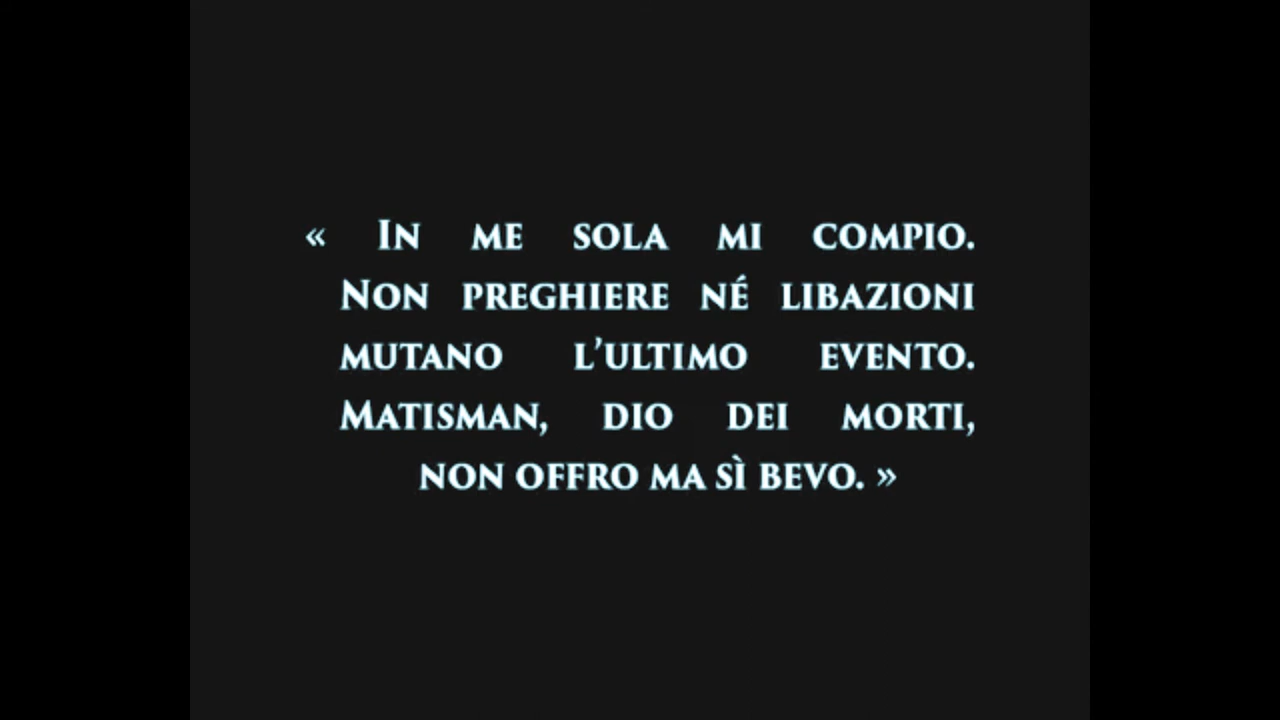 « In me sola mi compio.
Non preghiere né libazioni
mutano l’ultimo evento.
Matisman, dio dei morti,
non offro ma sì bevo. »